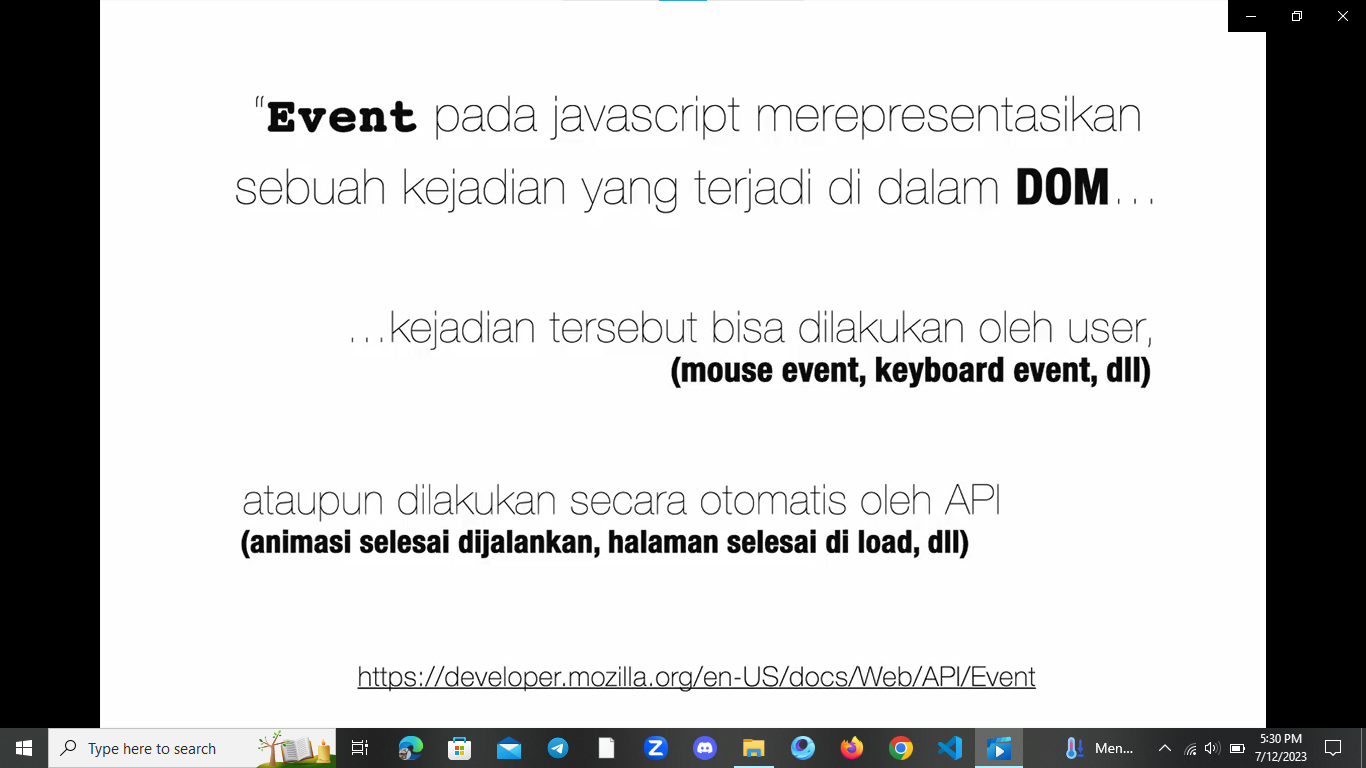 “Event pada javascript merepresentasikan
sebuah kejadian yang terjadi di dalam DOM…
…kejadian tersebut bisa dilakukan oleh user,
(mouse event, keyboard event, dll)
ataupun dilakukan secara otomatis oleh API
(animasi selesai dijalankan, halaman selesai di load, dll)
https://developer.mozilla.org/en-US/docs/Web/API/Event
Type here to search
Men...
5:30 PM
7/12/2023